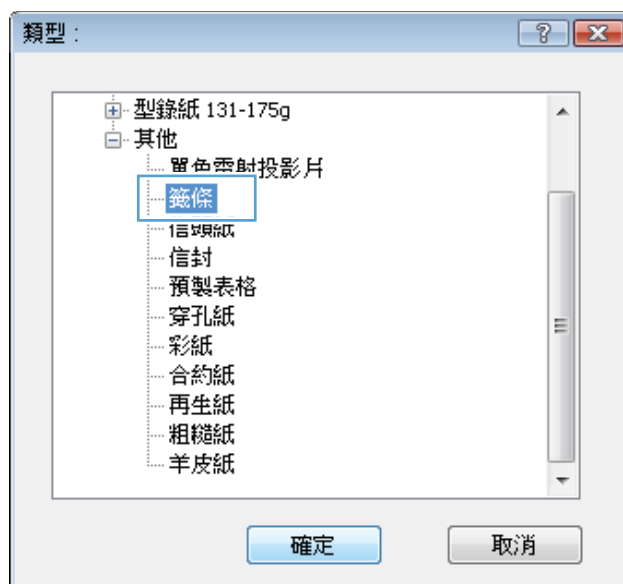 類型：
型錄紙 131-175g
其他
單色雷射投影片
籤條
信頭紙
信封
預製表格
穿孔紙
彩紙
合約紙
再生紙
粗糙紙
羊皮紙
確定
取消